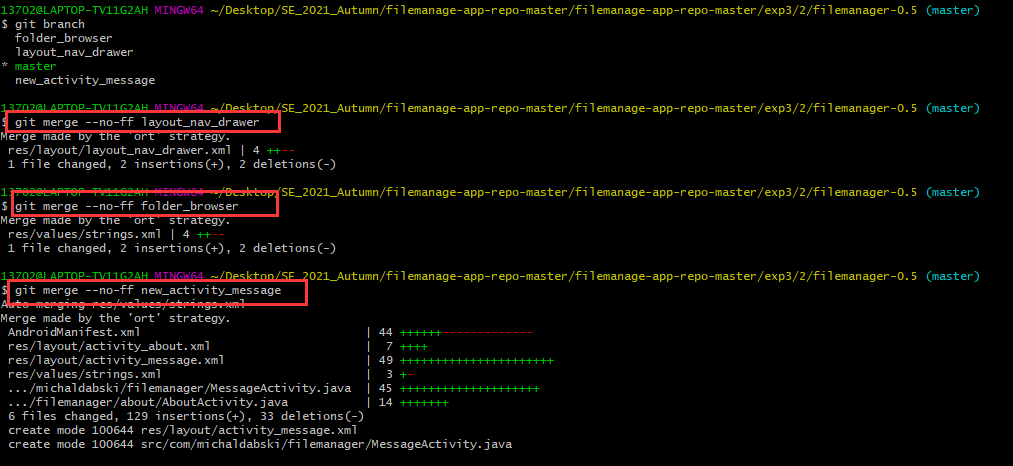 13702@LAPTOP-TV11G2AH MINGW64 ~/Desktop/SE_2021_Autumn/filemanage-app-repo-master/filemanage-app-repo-master/exp3/2/filemanager-0.5 (master)
$ git branch
  folder_browser
  layout_nav_drawer
* master
  new_activity_message
13702@LAPTOP-TV11G2AH MINGW64 ~/Desktop/SE_2021_Autumn/filemanage-app-repo-master/filemanage-app-repo-master/exp3/2/filemanager-0.5 (master)
$ git merge --no-ff layout_nav_drawer
Merge made by the 'ort' strategy.
 res/layout/layout_nav_drawer.xml | 4 ++--
 1 file changed, 2 insertions(+), 2 deletions(-)
13702@LAPTOP-TV11G2AH MINGW64 ~/Desktop/SE_2021_Autumn/filemanage-app-repo-master/filemanage-app-repo-master/exp3/2/filemanager-0.5 (master)
$ git merge --no-ff folder_browser
Merge made by the 'ort' strategy.
 res/values/strings.xml | 4 ++--
 1 file changed, 2 insertions(+), 2 deletions(-)
13702@LAPTOP-TV11G2AH MINGW64 ~/Desktop/SE_2021_Autumn/filemanage-app-repo-master/filemanage-app-repo-master/exp3/2/filemanager-0.5 (master)
$ git merge --no-ff new_activity_message
Auto-merging res/values/strings.xml
Merge made by the 'ort' strategy.
 AndroidManifest.xml | 44 ++++++-------------
 res/layout/activity_about.xml | 7 ++++
 res/layout/activity_message.xml | 49 ++++++++++++++++++++++
 res/values/strings.xml | 3 +-
 .../michaldabski/filemanager/MessageActivity.java | 45 ++++++++++++++++++++
 .../filemanager/about/AboutActivity.java | 14 +++++++
 6 files changed, 129 insertions(+), 33 deletions(-)
 create mode 100644 res/layout/activity_message.xml
 create mode 100644 src/com/michaldabski/filemanager/MessageActivity.java